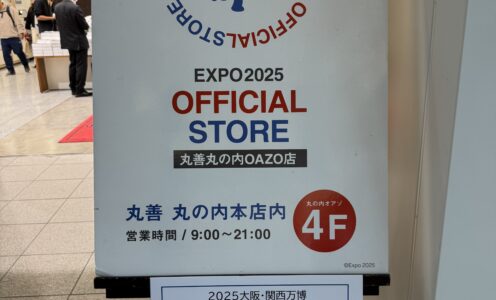 OFFICIAL STORE
EXPO2025
OFFICIAL
STORE
丸善丸の内OAZO店
丸善 丸の内本店内
営業時間 / 9:00～21:00
丸の内オアゾ
4F
©Expo 2025
2025大阪・関西万博